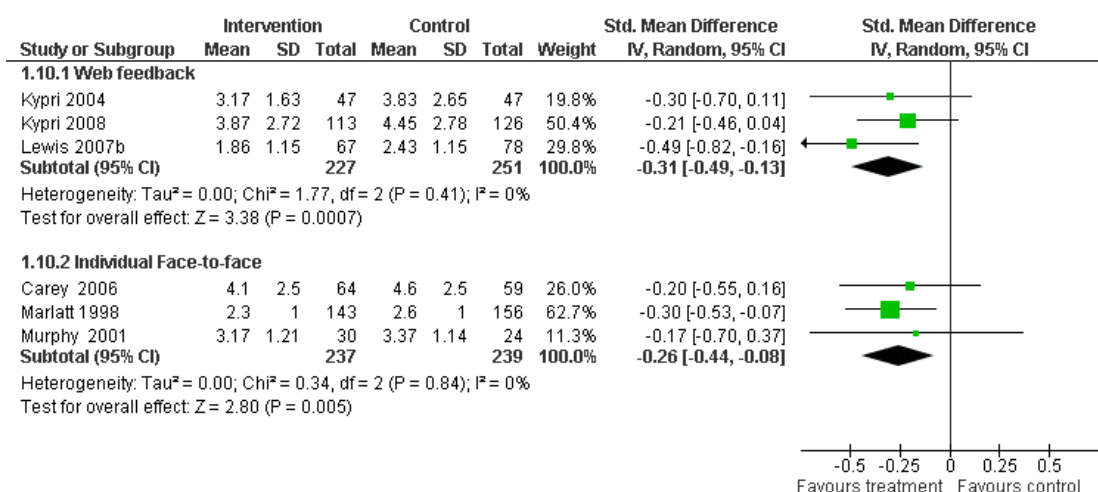 Intervention Control Std. Mean Difference Std. Mean Difference
Study or Subgroup Mean SD Total Mean SD Total Weight IV, Random, 95% CI IV, Random, 95% CI
1.10.1 Web feedback
Kypri 2004 3.17 1.63 47 3.83 2.65 47 19.8% -0.30 [-0.70, 0.11]
Kypri 2008 3.87 2.72 113 4.45 2.78 126 50.4% -0.21 [-0.46, 0.04]
Lewis 2007b 1.86 1.15 67 2.43 1.15 78 29.8% -0.49 [-0.82, -0.16]
Subtotal (95% CI) 227 251 100.0% -0.31 [-0.49, -0.13]
Heterogeneity: Tau² = 0.00; Chi² = 1.77, df = 2 (P = 0.41); I² = 0%
Test for overall effect: Z = 3.38 (P = 0.0007)
1.10.2 Individual Face-to-face
Carey 2006 4.1 2.5 64 4.6 2.5 59 26.0% -0.20 [-0.55, 0.16]
Marlatt 1998 2.3 1 143 2.6 1 156 62.7% -0.30 [-0.53, -0.07]
Murphy 2001 3.17 1.21 30 3.37 1.14 24 11.3% -0.17 [-0.70, 0.37]
Subtotal (95% CI) 237 239 100.0% -0.26 [-0.44, -0.08]
Heterogeneity: Tau² = 0.00; Chi² = 0.34, df = 2 (P = 0.84); I² = 0%
Test for overall effect: Z = 2.80 (P = 0.005)
-0.5 -0.25 0 0.25 0.5
Favours treatment Favours control